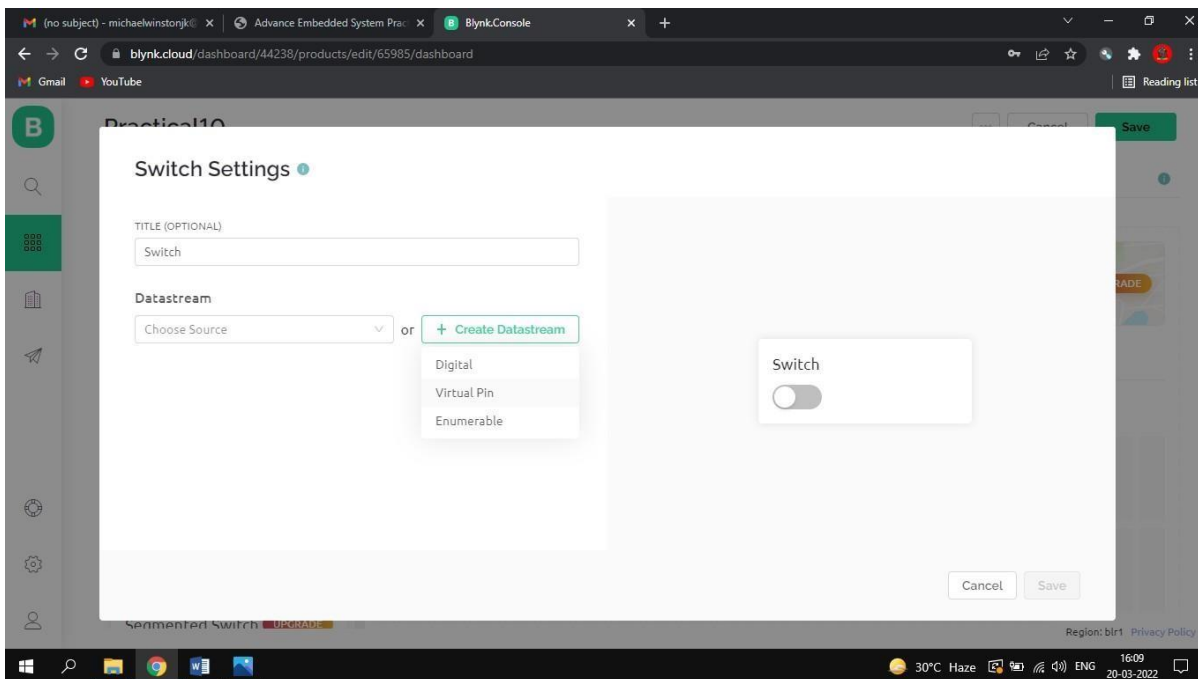 (no subject) - michaelwinstonjk
Advance Embedded System Prac
Blynk.Console
blynk.cloud/dashboard/44238/products/edit/65985/dashboard
Gmail
YouTube
Reading list
B
Practical10
Cancel
Save
Switch Settings
TITLE (OPTIONAL)
Switch
Datastream
Choose Source
or
+ Create Datastream
Digital
Virtual Pin
Enumerable
Switch
Cancel
Save
Segmented Switch UPGRADE
Region: blr1 Privacy Policy
30°C Haze
ENG
16:09
20-03-2022